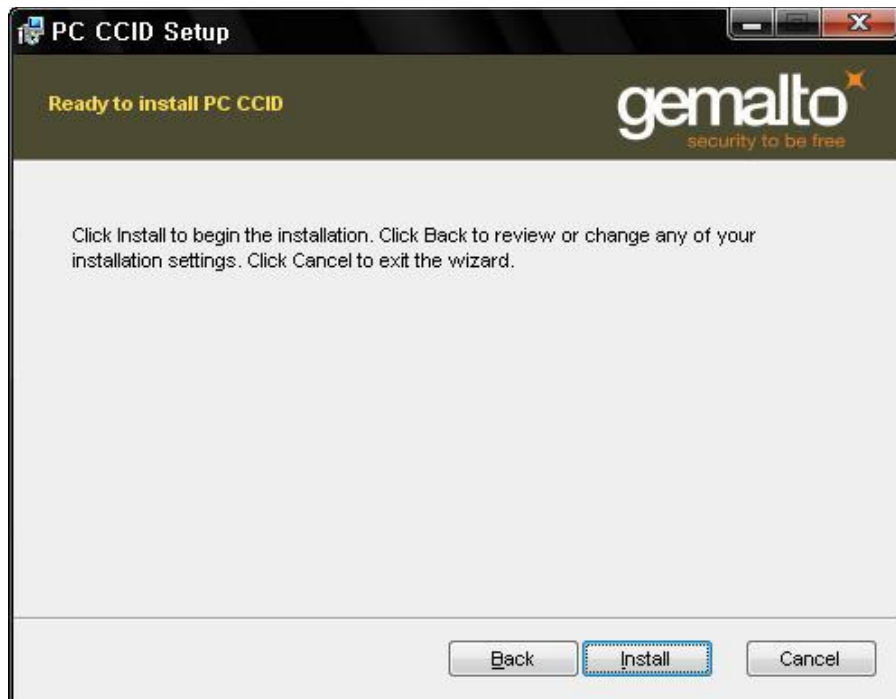 PC CCID Setup
Ready to install PC CCID
gemalto
security to be free
Click Install to begin the installation. Click Back to review or change any of your
installation settings. Click Cancel to exit the wizard.
Back Install Cancel